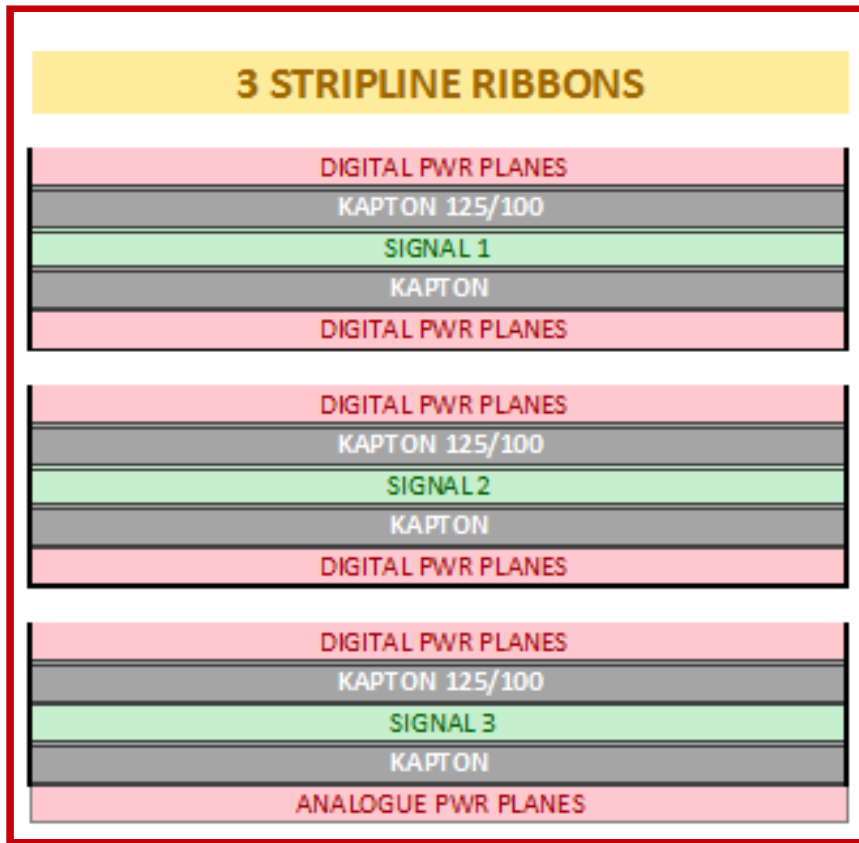 3 STRIPLINE RIBBONS
DIGITAL PWR PLANES
KAPTON 125/100
SIGNAL 1
KAPTON
DIGITAL PWR PLANES
DIGITAL PWR PLANES
KAPTON 125/100
SIGNAL 2
KAPTON
DIGITAL PWR PLANES
DIGITAL PWR PLANES
KAPTON 125/100
SIGNAL 3
KAPTON
ANALOGUE PWR PLANES